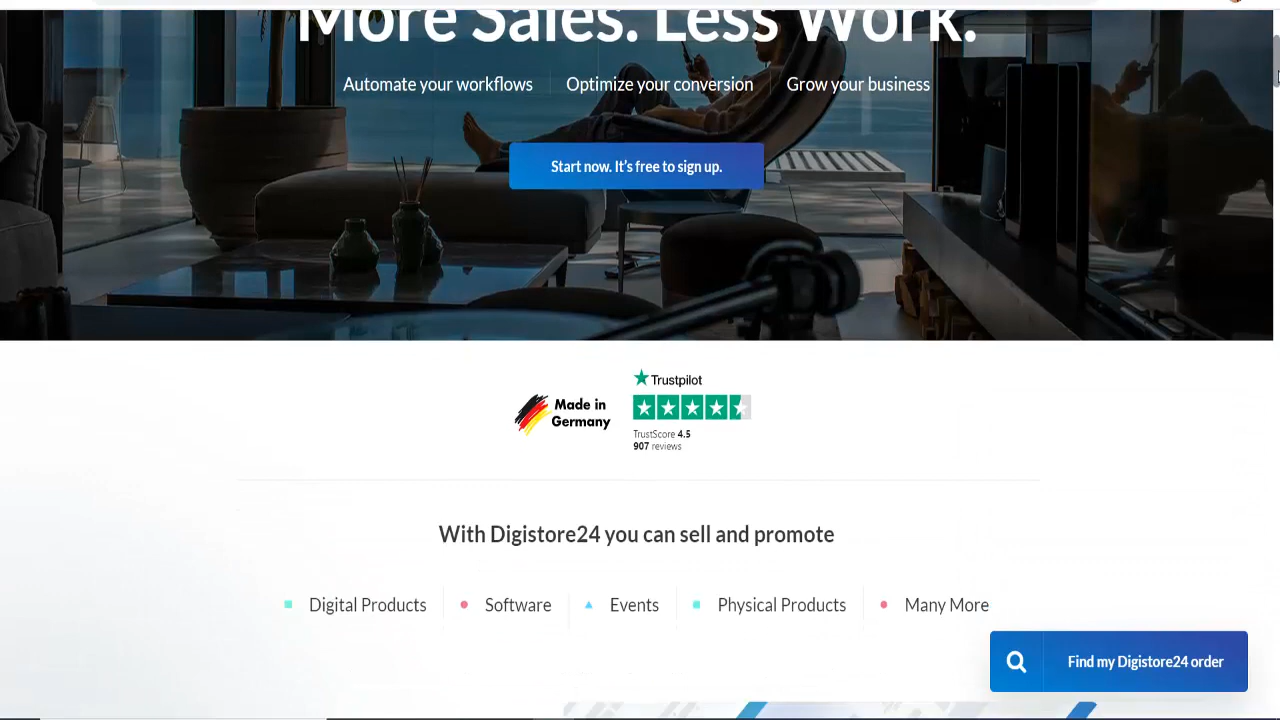 More Sales. Less Work.
Automate your workflows
Optimize your conversion
Grow your business
Start now. It's free to sign up.
Trustpilot
Made in
Germany
TrustScore 4.5
907 reviews
With Digistore24 you can sell and promote
Digital Products
Software
Events
Physical Products
Many More
Find my Digistore24 order